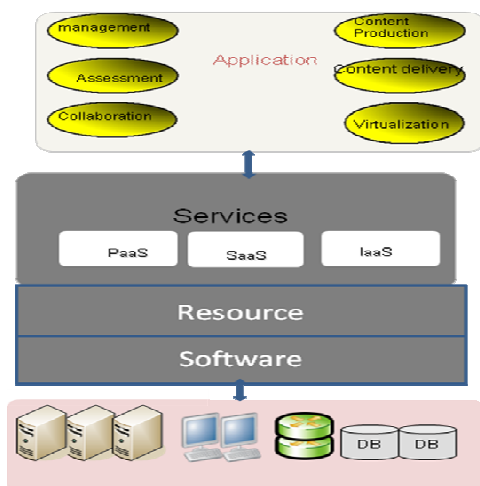 management
Assessment
Collaboration
Application
Content
Production
Content delivery
Virtualization
Services
PaaS
SaaS
IaaS
Resource
Software
DB
DB